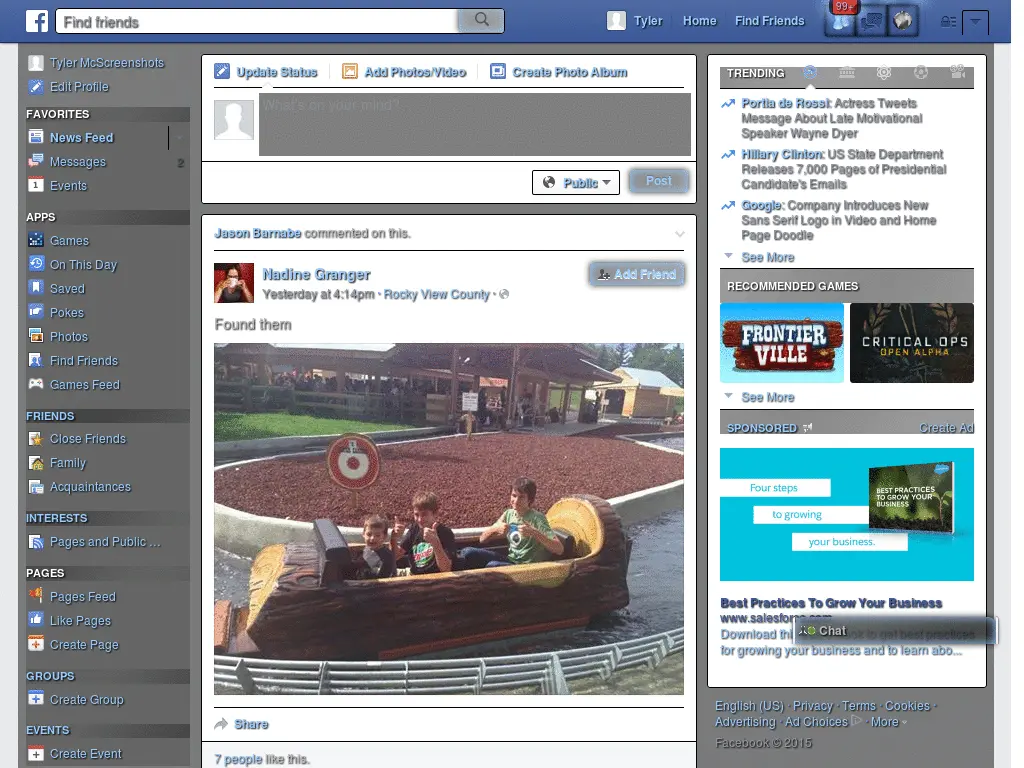 f
Find friends
Tyler
Home
Find Friends
99+
Tyler McScreenshots
Edit Profile
FAVORITES
News Feed
Messages 2
1 Events
APPS
Games
On This Day
Saved
Pokes
Photos
Find Friends
Games Feed
FRIENDS
Close Friends
Family
Acquaintances
INTERESTS
Pages and Public ...
PAGES
Pages Feed
Like Pages
Create Page
GROUPS
Create Group
EVENTS
Create Event
Update Status
Add Photos/Video
Create Photo Album
What's on your mind?
Public
Post
Jason Barnabe commented on this.
Nadine Granger
Add Friend
Yesterday at 4:14pm · Rocky View County ·
Found them
Share
7 people like this.
TRENDING
Portia de Rossi: Actress Tweets
Message About Late Motivational
Speaker Wayne Dyer
Hillary Clinton: US State Department
Releases 7,000 Pages of Presidential
Candidate's Emails
Google: Company Introduces New
Sans Serif Logo in Video and Home
Page Doodle
See More
RECOMMENDED GAMES
FRONTIER
VILLE
CRITICAL OPS
OPEN ALPHA
See More
SPONSORED
Create Ad
Four steps
to growing
your business.
BEST PRACTICES
TO GROW YOUR
BUSINESS
Best Practices To Grow Your Business
www.salesforce.com
Download thi
Chat
ok to get best practices
for growing your business and to learn abo...
English (US) · Privacy · Terms · Cookies ·
Advertising · Ad Choices · More
Facebook © 2015